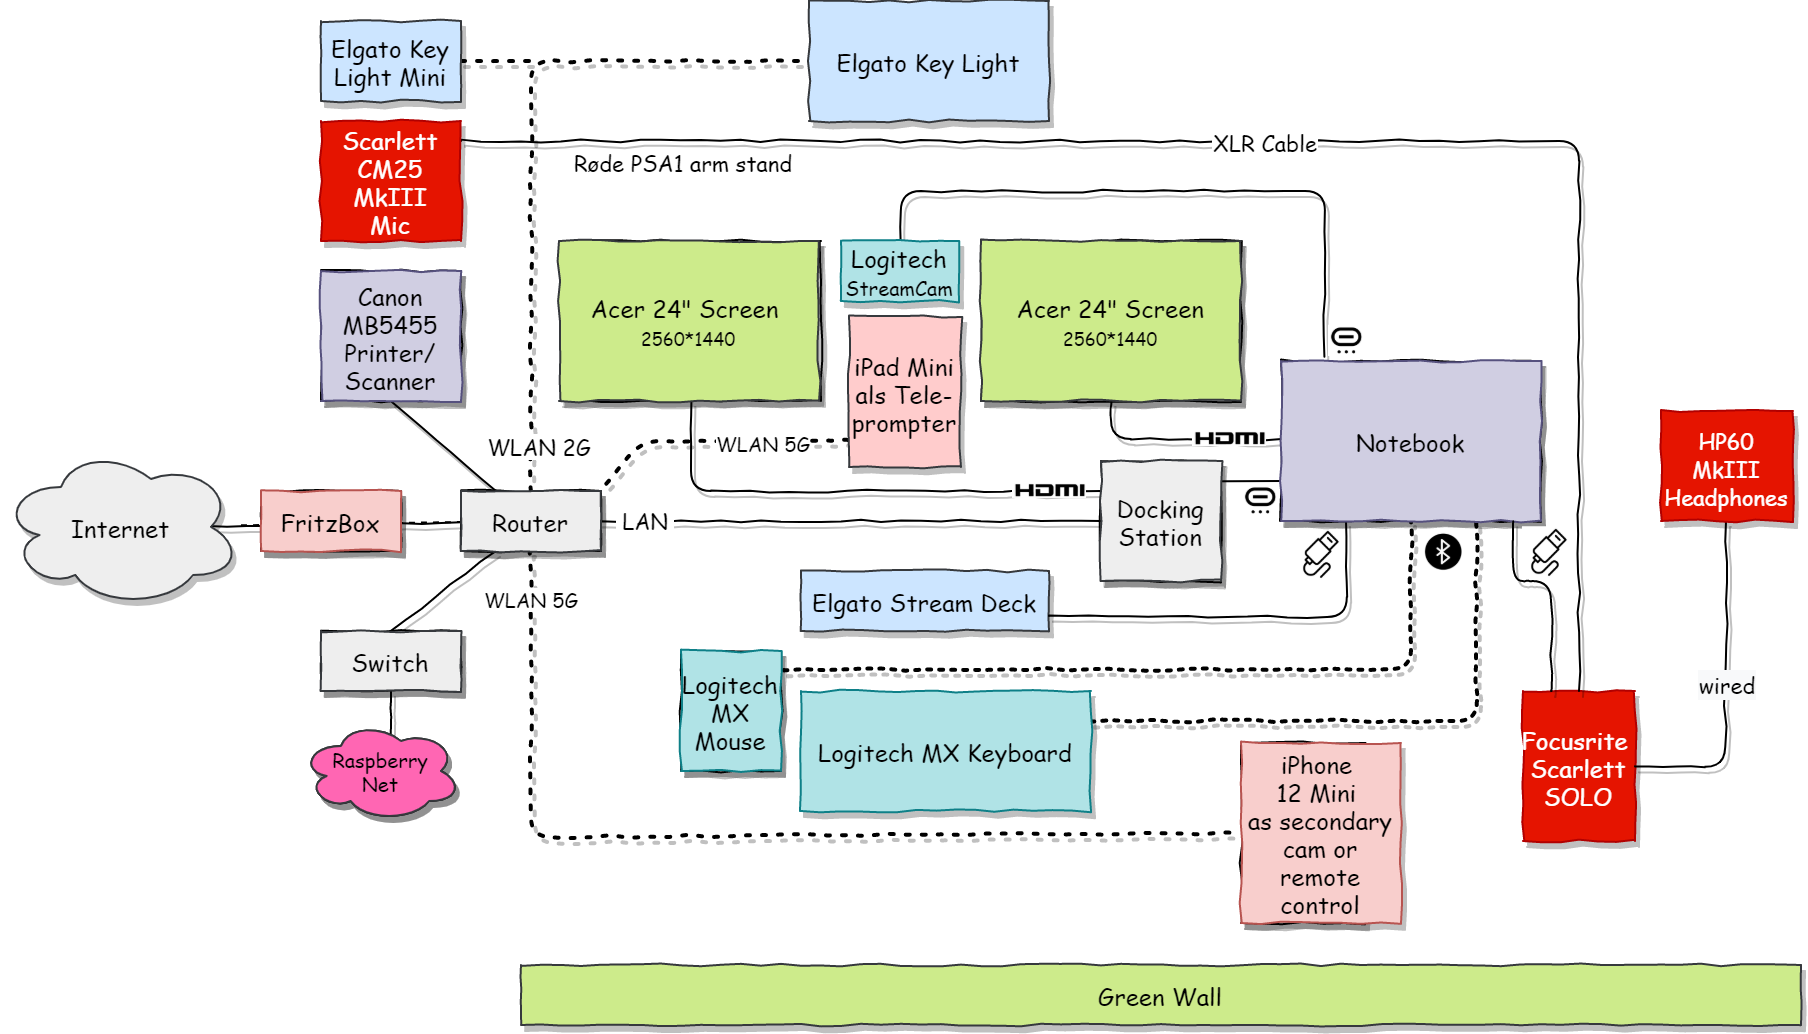 Elgato Key
Light Mini
Elgato Key Light
Scarlett
CM25
MkIII
Mic
XLR Cable
Røde PSA1 arm stand
Canon
MB5455
Printer/
Scanner
Acer 24" Screen
2560*1440
Logitech
StreamCam
Acer 24" Screen
2560*1440
iPad Mini
als Tele-
prompter
Notebook
HP60
MkIII
Headphones
WLAN 2G
WLAN 5G
HDMI
HDMI
Internet
FritzBox
Router
LAN
Docking
Station
WLAN 5G
Elgato Stream Deck
Switch
Raspberry
Net
Logitech
MX
Mouse
Logitech MX Keyboard
wired
Focusrite
Scarlett
SOLO
iPhone
12 Mini
as secondary
cam or
remote
control
Green Wall